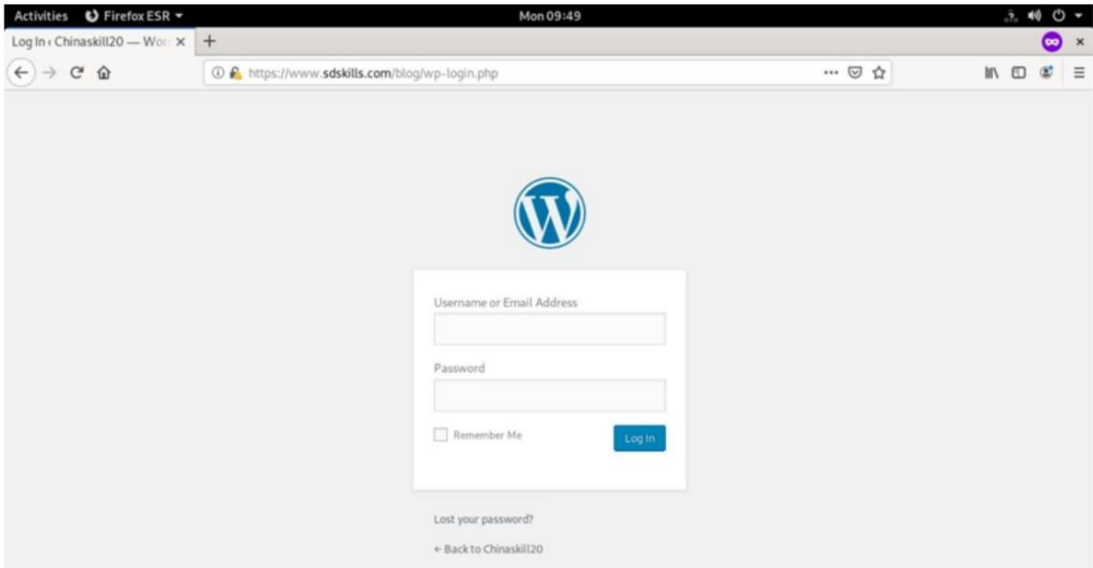 Activities Firefox ESR Mon 09:49
Log In ‹ Chinaskill20 — Wor
https://www.sdskills.com/blog/wp-login.php
Username or Email Address
Password
Remember Me Log In
Lost your password?
← Back to Chinaskill20